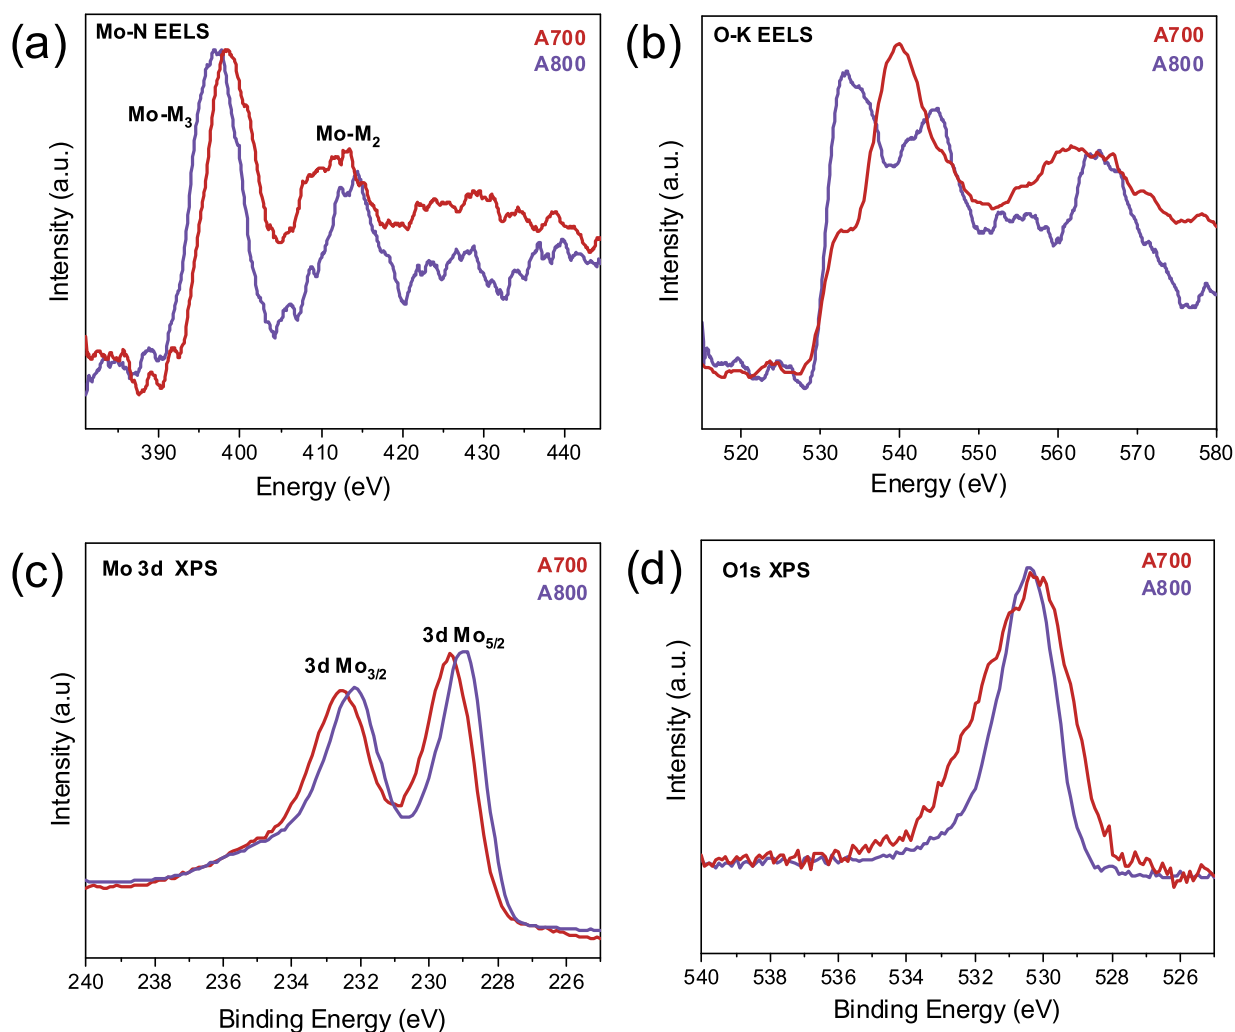 (a)
Mo-N EELS
A700
A800
Mo-M3
Mo-M2
Intensity (a.u.)
390 400 410 420 430 440
Energy (eV)
(b)
O-K EELS
A700
A800
Intensity (a.u.)
520 530 540 550 560 570 580
Energy (eV)
(c)
Mo 3d XPS
A700
A800
3d Mo5/2
3d Mo3/2
Intensity (a.u)
240 238 236 234 232 230 228 226
Binding Energy (eV)
(d)
O1s XPS
A700
A800
Intensity (a.u.)
540 538 536 534 532 530 528 526
Binding Energy (eV)